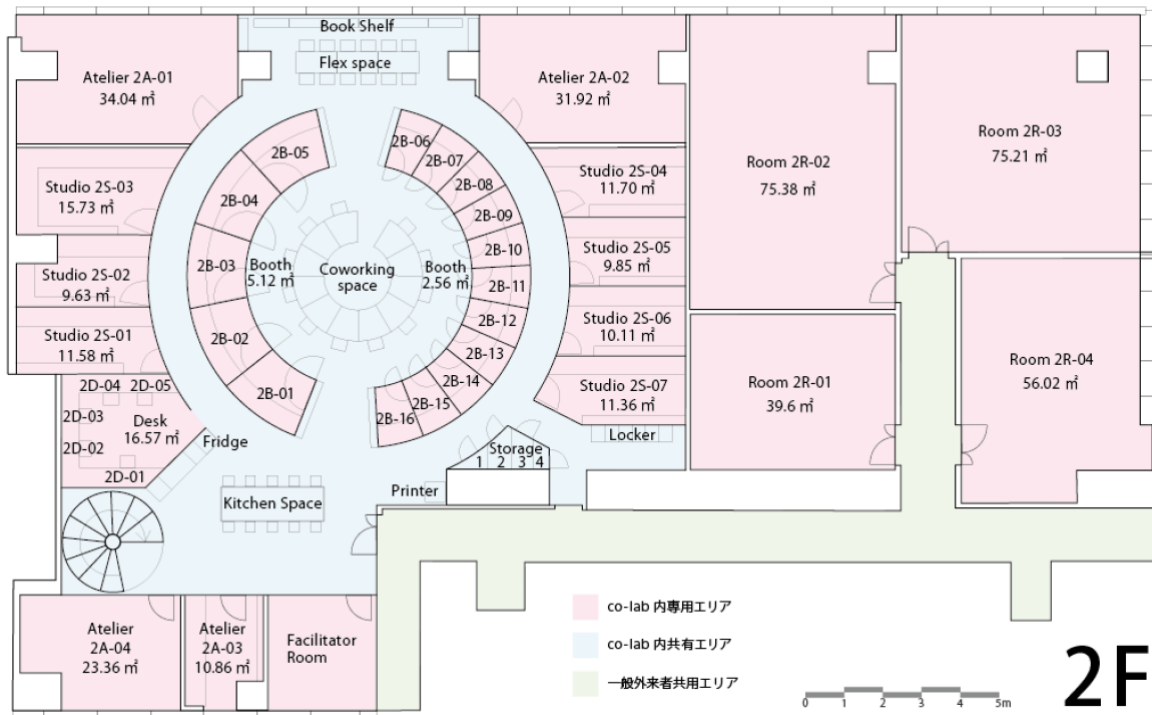 Book Shelf
Flex space
Atelier 2A-01
34.04 ㎡
Atelier 2A-02
31.92 ㎡
Room 2R-02
75.38 ㎡
Room 2R-03
75.21 ㎡
Studio 2S-03
15.73 ㎡
Studio 2S-02
9.63 ㎡
Studio 2S-01
11.58 ㎡
2B-05
2B-04
2B-03
2B-02
2B-01
Booth
5.12 ㎡
Coworking
space
Booth
2.56 ㎡
2B-06
2B-07
2B-08
2B-09
2B-10
2B-11
2B-12
2B-13
2B-14
2B-15
2B-16
Studio 2S-04
11.70 ㎡
Studio 2S-05
9.85 ㎡
Studio 2S-06
10.11 ㎡
Studio 2S-07
11.36 ㎡
Room 2R-01
39.6 ㎡
Room 2R-04
56.02 ㎡
2D-04 2D-05
2D-03
2D-02
2D-01
Desk
16.57 ㎡
Fridge
Locker
Storage
1 2 3 4
Printer
Kitchen Space
Atelier
2A-04
23.36 ㎡
Atelier
2A-03
10.86 ㎡
Facilitator
Room
co-lab 内専用エリア
co-lab 内共有エリア
一般外来者共用エリア
0 1 2 3 4 5m
2F